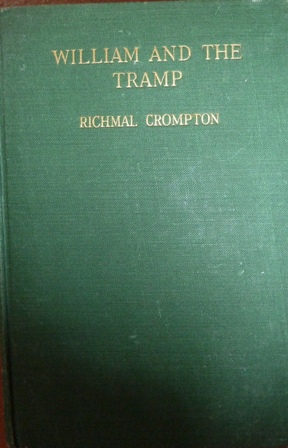 WILLIAM AND THE
TRAMP
RICHMAL CROMPTON